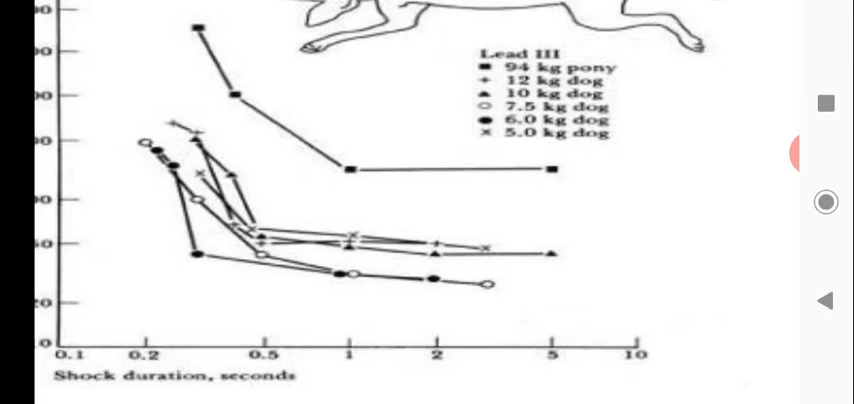 Lead III
94 kg pony
12 kg dog
10 kg dog
7.5 kg dog
6.0 kg dog
5.0 kg dog
0
0.1 0.2 0.5 1 2 5 10
Shock duration, seconds